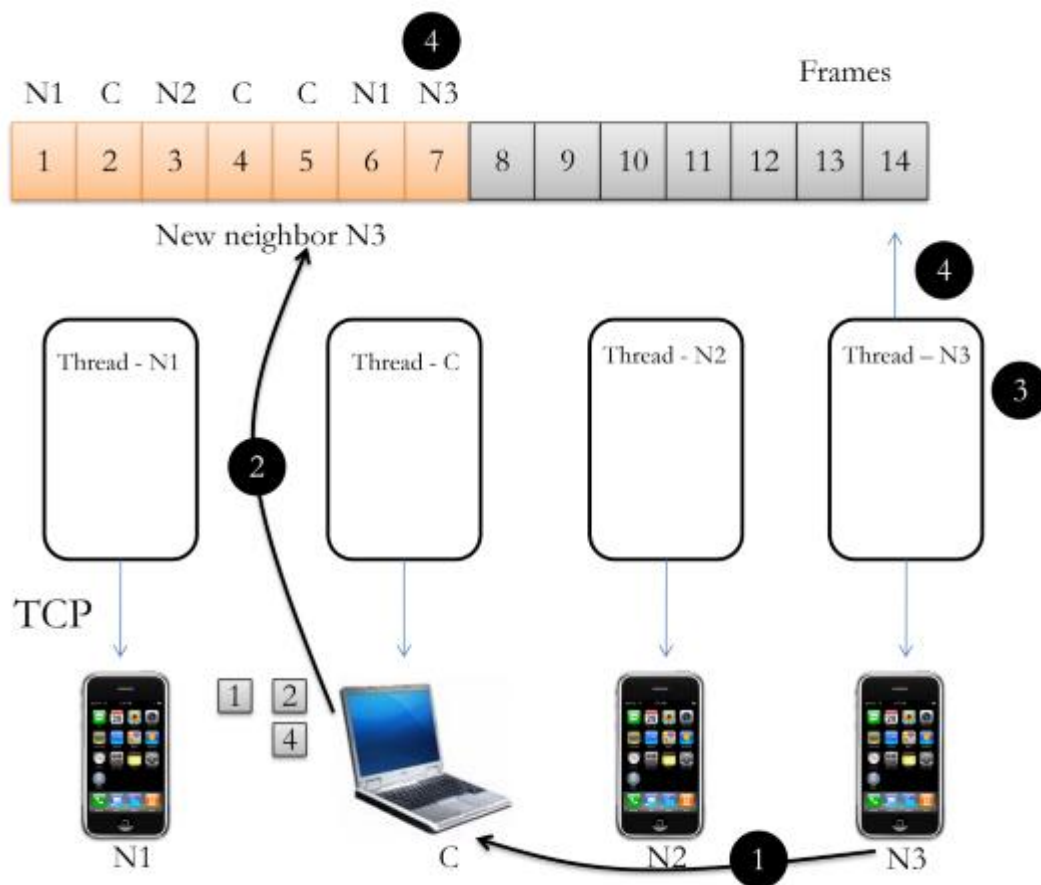 4
N1 C N2 C C N1 N3
Frames
1 2 3 4 5 6 7 8 9 10 11 12 13 14
New neighbor N3
4
Thread - N1
Thread - C
Thread - N2
Thread – N3
3
2
TCP
1 2
4
N1
C
N2
1
N3